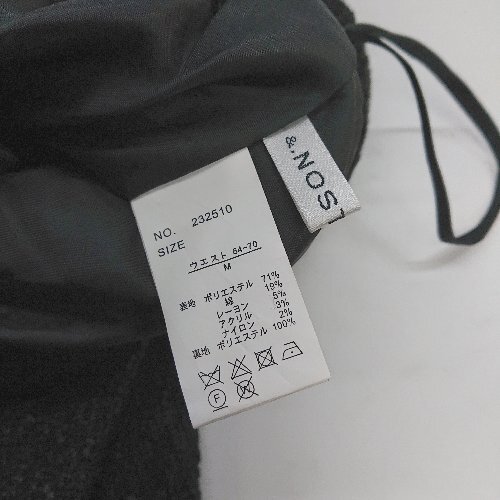 &.NOS
SON
NO. 232510
SIZE
ウエスト 64-70
M
表地 ポリエステル 71%
綿 19%
レーヨン 5%
アクリル 3%
ナイロン 2%
裏地 ポリエステル 100%
F
W